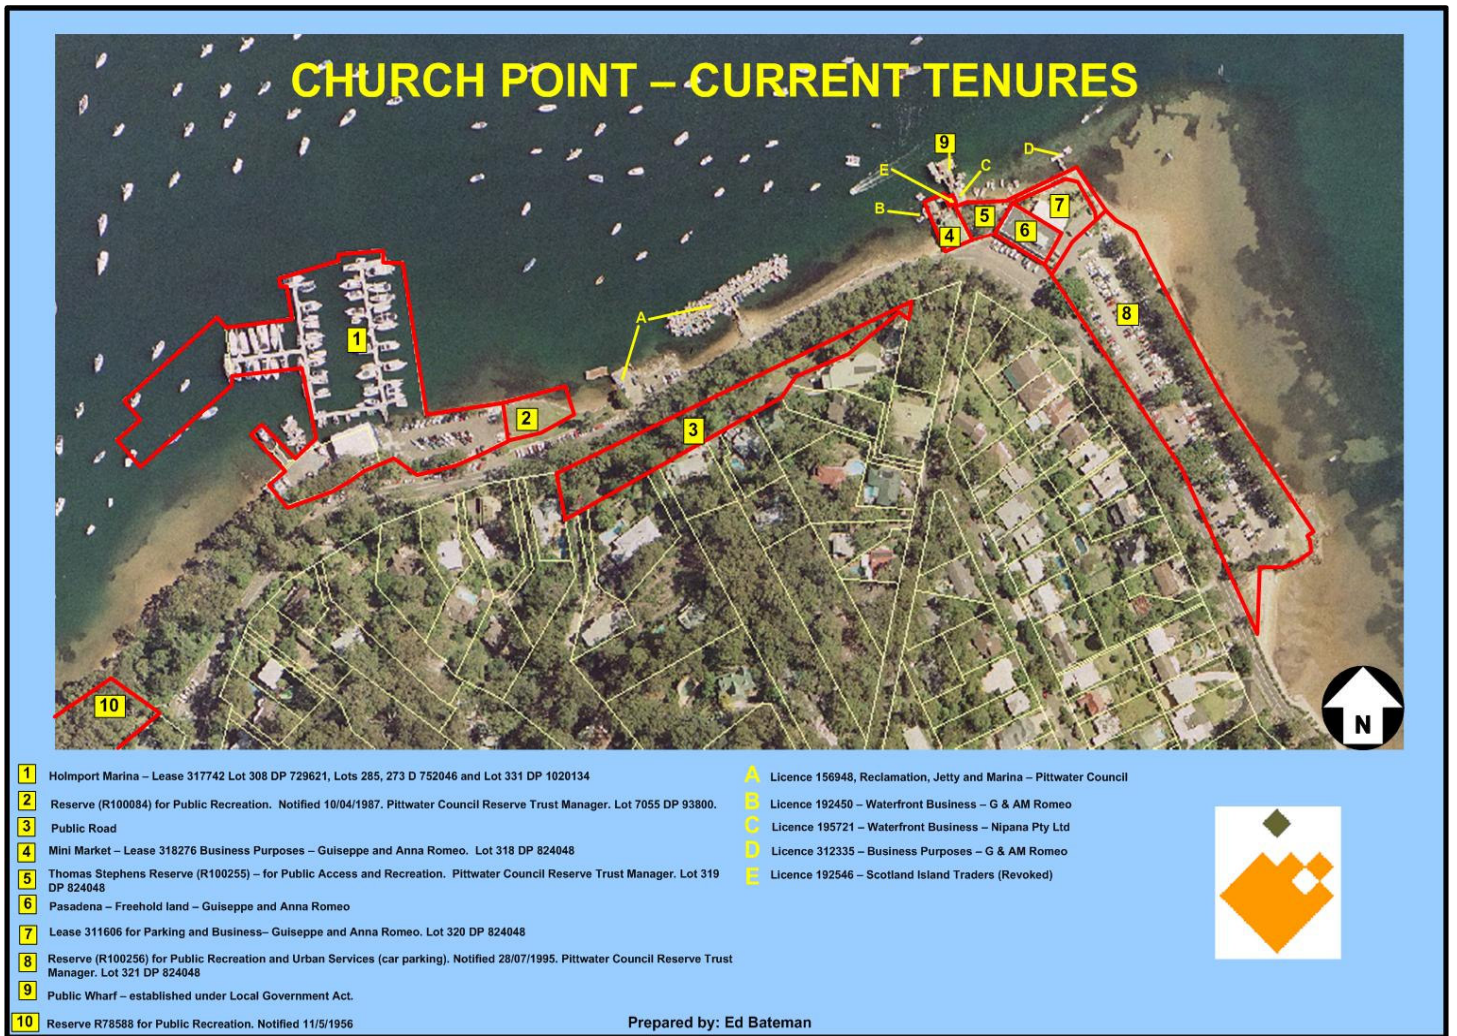 CHURCH POINT – CURRENT TENURES
9
E
C
D
B
4
5
6
7
8
A
1
2
3
10
N
1 Holmport Marina – Lease 317742 Lot 308 DP 729621, Lots 285, 273 D 752046 and Lot 331 DP 1020134
2 Reserve (R100084) for Public Recreation. Notified 10/04/1987. Pittwater Council Reserve Trust Manager. Lot 7055 DP 93800.
3 Public Road
4 Mini Market – Lease 318276 Business Purposes – Guiseppe and Anna Romeo. Lot 318 DP 824048
5 Thomas Stephens Reserve (R100255) – for Public Access and Recreation. Pittwater Council Reserve Trust Manager. Lot 319
DP 824048
6 Pasadena – Freehold land – Guiseppe and Anna Romeo
7 Lease 311606 for Parking and Business– Guiseppe and Anna Romeo. Lot 320 DP 824048
8 Reserve (R100256) for Public Recreation and Urban Services (car parking). Notified 28/07/1995. Pittwater Council Reserve Trust
Manager. Lot 321 DP 824048
9 Public Wharf – established under Local Government Act.
10 Reserve R78588 for Public Recreation. Notified 11/5/1956
A Licence 156948, Reclamation, Jetty and Marina – Pittwater Council
B Licence 192450 – Waterfront Business – G & AM Romeo
C Licence 195721 – Waterfront Business – Nipana Pty Ltd
D Licence 312335 – Business Purposes – G & AM Romeo
E Licence 192546 – Scotland Island Traders (Revoked)
Prepared by: Ed Bateman